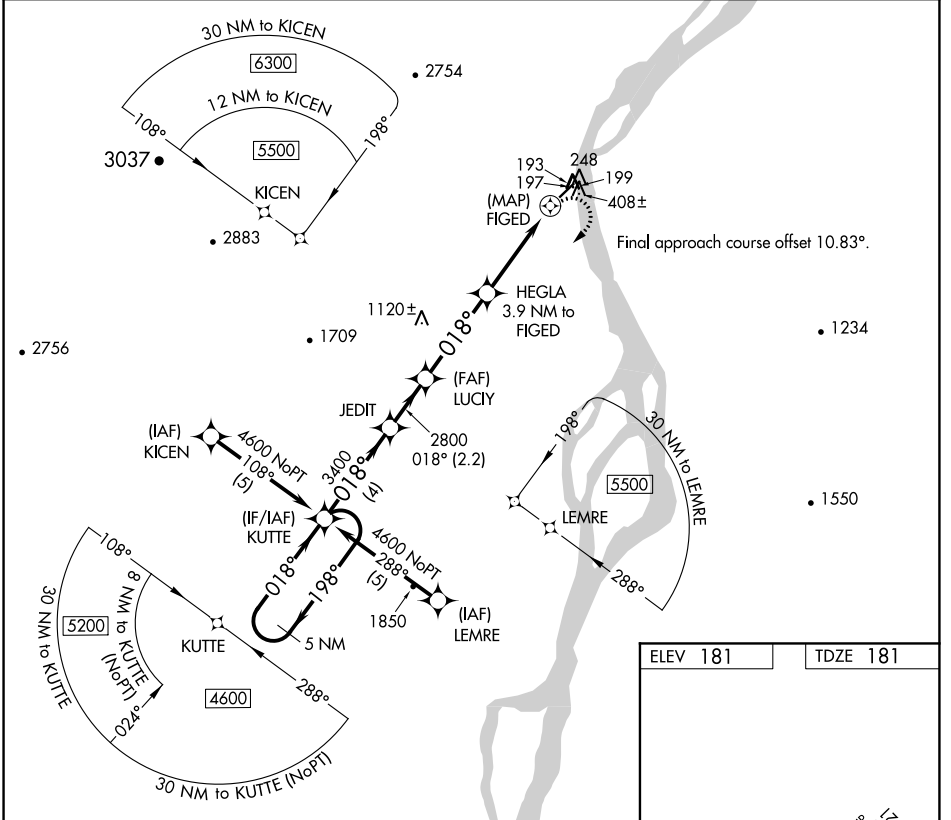 30 NM to KICEN
6300
2754
12 NM to KICEN
108°
198°
5500
3037
KICEN
2883
193
248
197
199
408±
(MAP)
FIGED
Final approach course offset 10.83°.
HEGLA
3.9 NM to
FIGED
1120±
018°
1709
1234
2756
(FAF)
LUCIY
JEDIT
2800
018° (2.2)
(IAF)
KICEN
4600 NoPT
108°
(5)
3400
018°
(4)
198°
30 NM to LEMRE
5500
LEMRE
288°
1550
(IF/IAF)
KUTTE
4600 NoPT
288°
(5)
018°
198°
1850
(IAF)
LEMRE
5 NM
108°
30 NM to KUTTE
5200
8 NM to KUTTE
(NoPT)
KUTTE
024°
4600
288°
30 NM to KUTTE (NoPT)
ELEV 181
TDZE 181
17